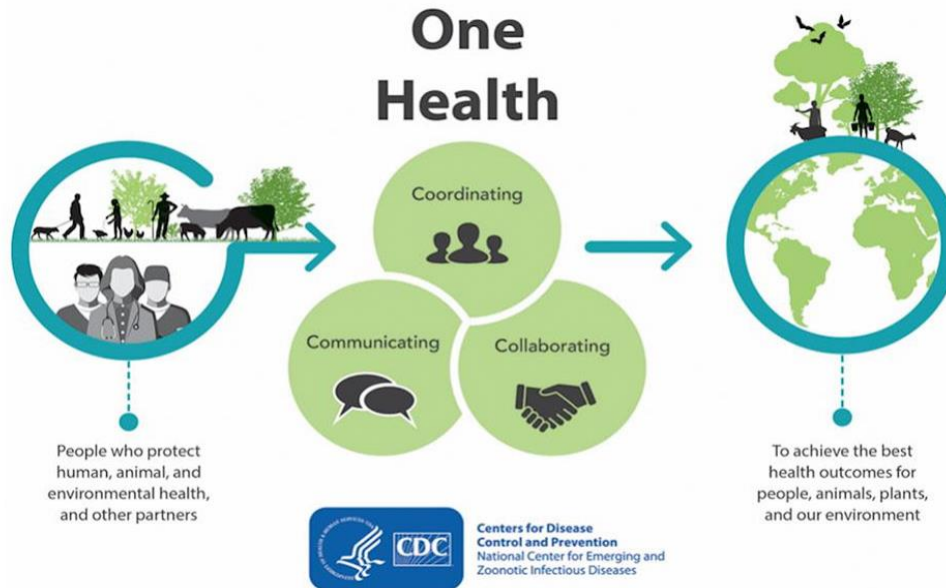 One
Health
Coordinating
Communicating
Collaborating
People who protect
human, animal, and
environmental health,
and other partners
To achieve the best
health outcomes for
people, animals, plants,
and our environment
CDC
Centers for Disease
Control and Prevention
National Center for Emerging and
Zoonotic Infectious Diseases